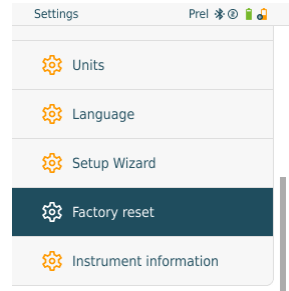 Settings Prel
Units
Language
Setup Wizard
Factory reset
Instrument information